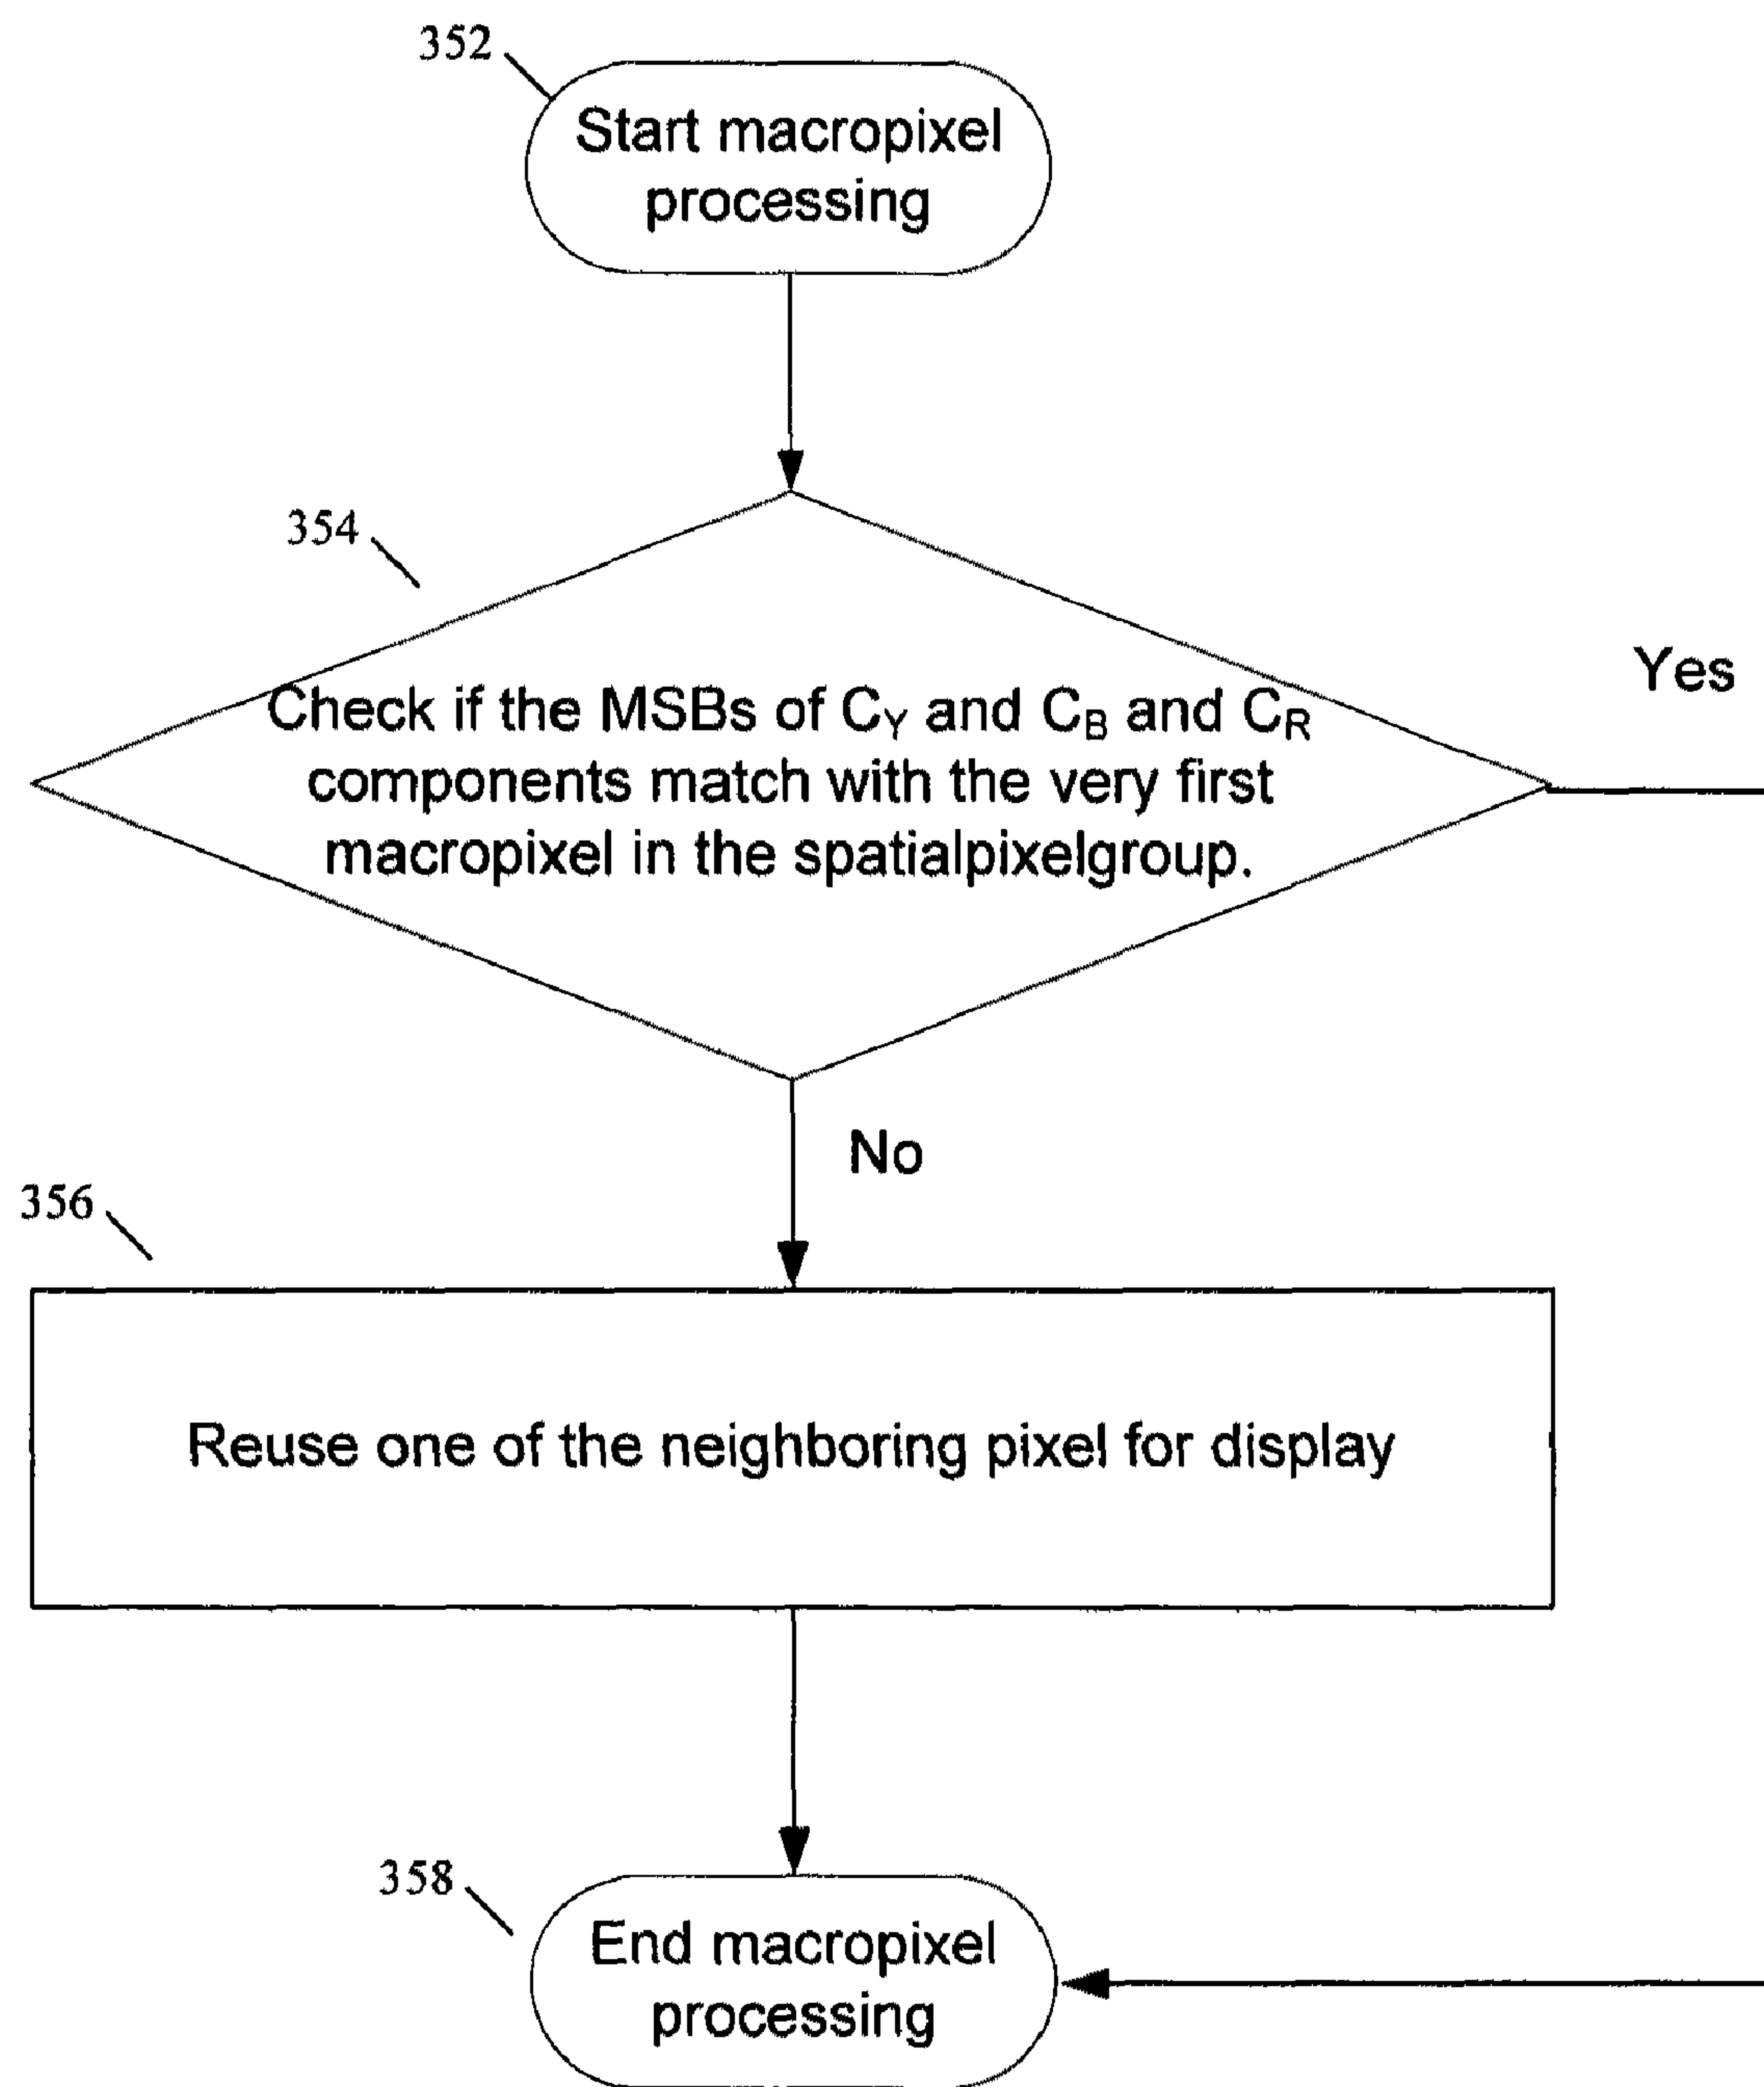 352
Start macropixel
processing
354
Check if the MSBs of CY and CB and CR
components match with the very first
macropixel in the spatialpixelgroup.
Yes
No
356
Reuse one of the neighboring pixel for display
358
End macropixel
processing